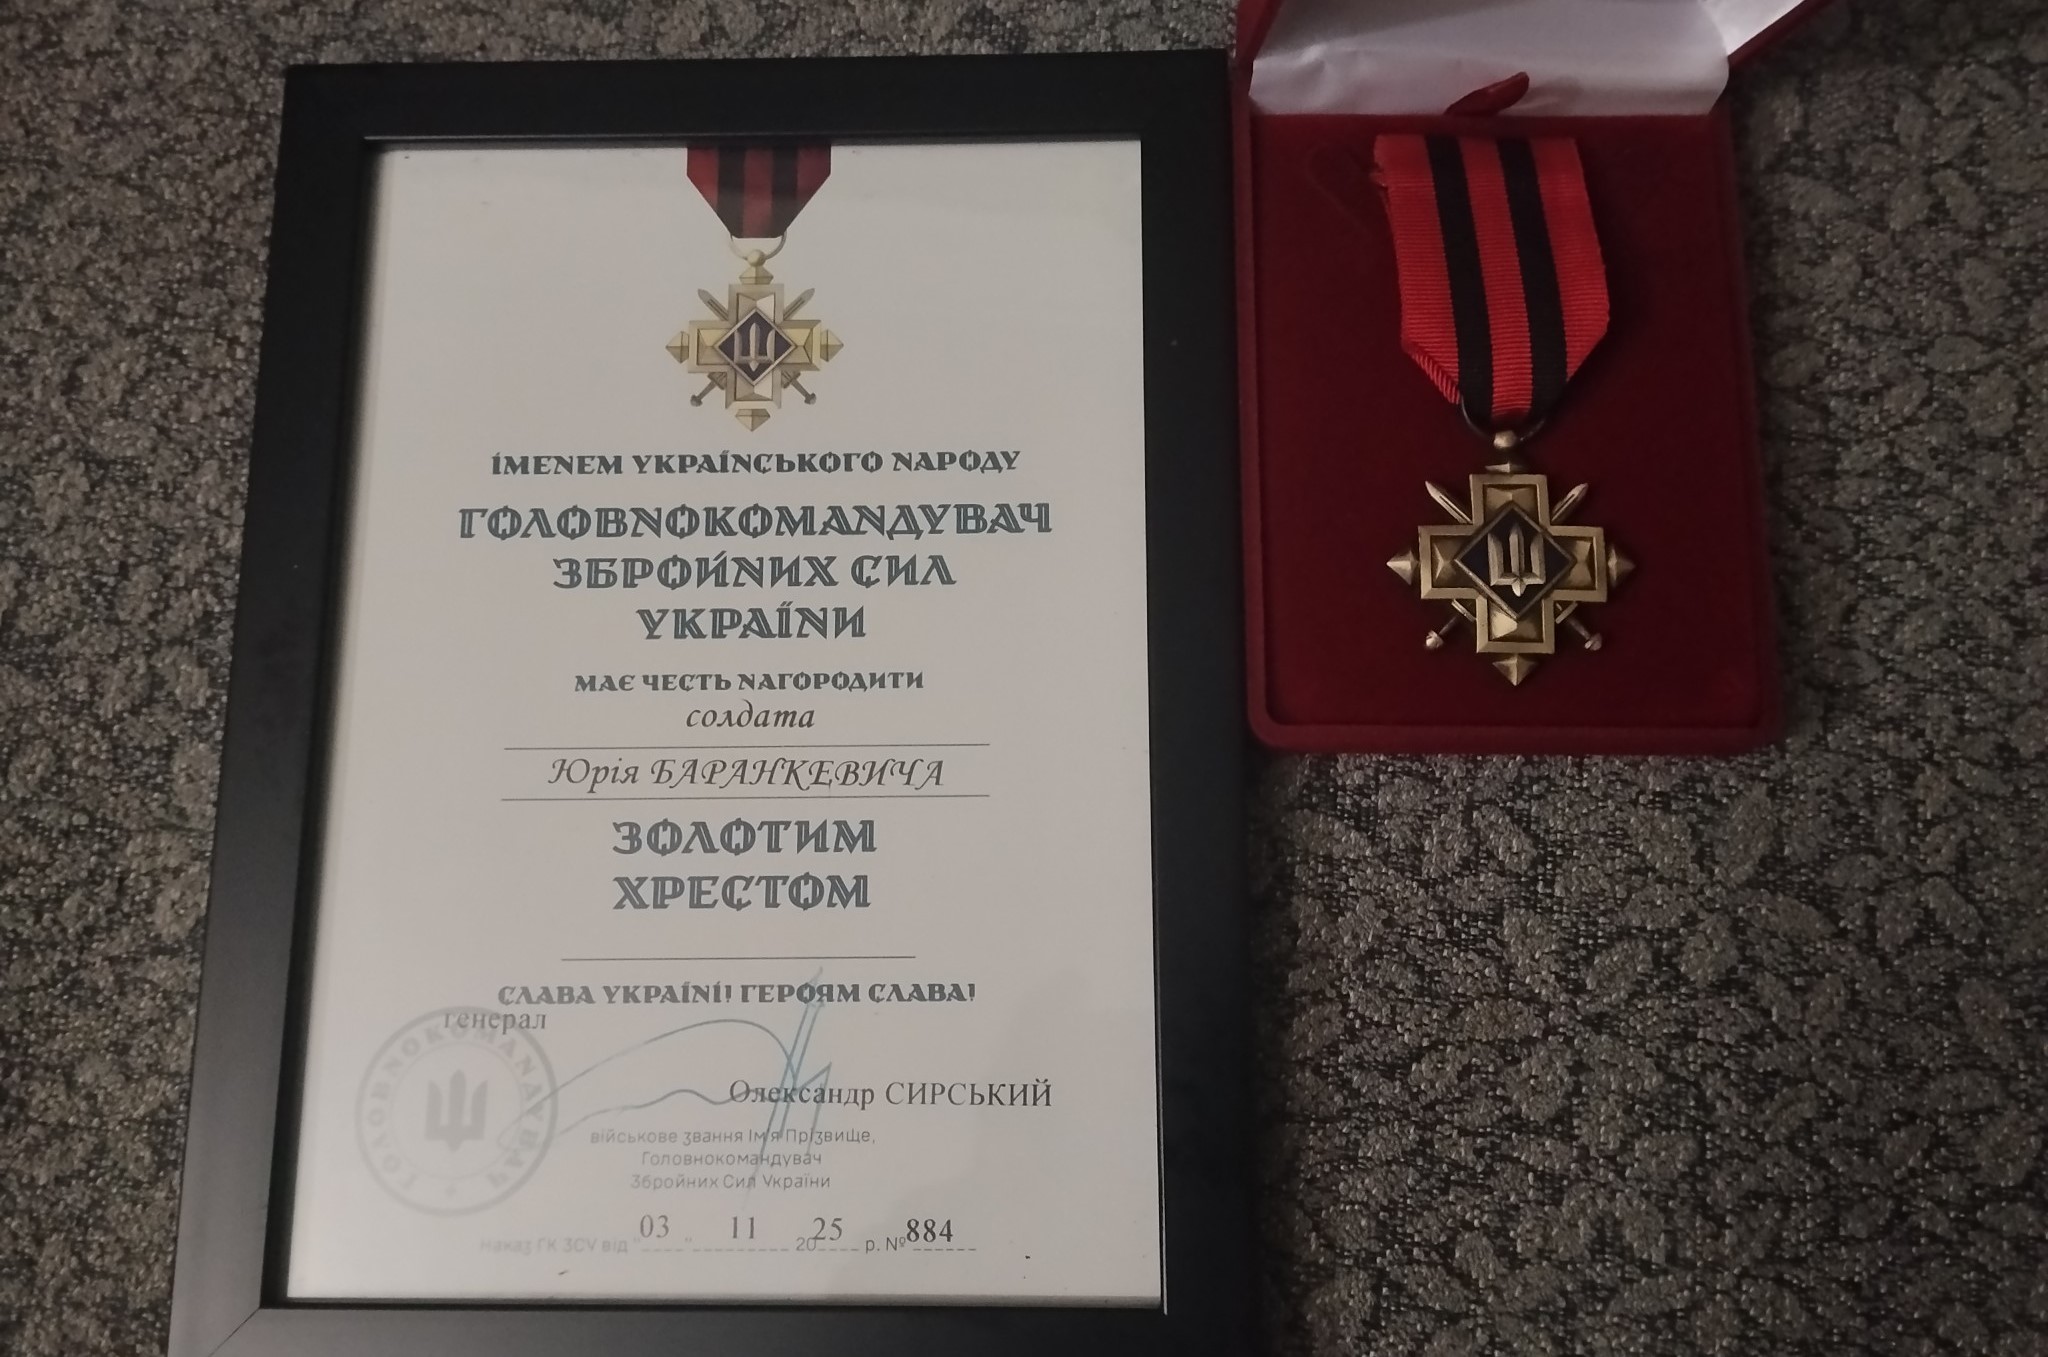 ІМЕНЕМ УКРАЇНСЬКОГО НАРОДУ
ГОЛОВНОКОМАНДУВАЧ
ЗБРОЙНИХ СИЛ
УКРАЇНИ
МАЄ ЧЕСТЬ НАГОРОДИТИ
солдата
Юрія БАРАНКЕВИЧА
ЗОЛОТИМ
ХРЕСТОМ
СЛАВА УКРАЇНІ! ГЕРОЯМ СЛАВА!
генерал
ГОЛОВНОКОМАНДУВАЧ
Олександр СИРСЬКИЙ
військове звання Ім'я Прізвище,
Головнокомандувач
Збройних Сил України
наказ ГК ЗСУ від "03" 11 2025 р. № 884